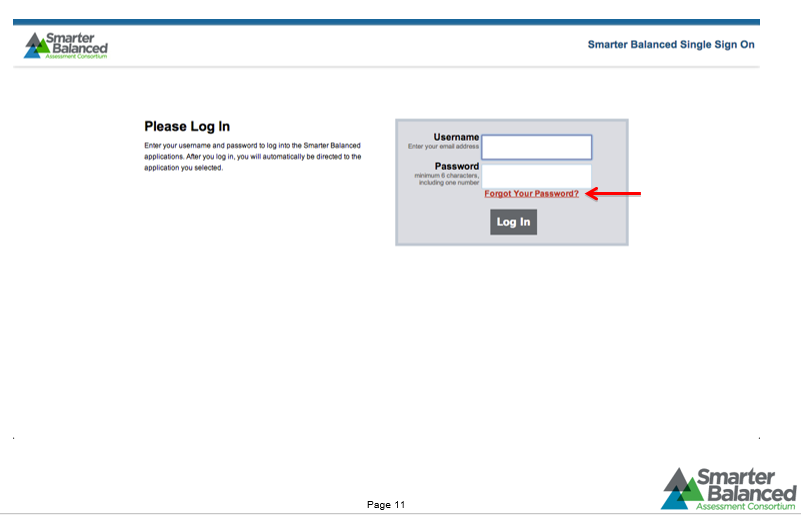 Smarter
Balanced
Assessment Consortium
Smarter Balanced Single Sign On
Please Log In
Enter your username and password to log into the Smarter Balanced
applications. After you log in, you will automatically be directed to the
application you selected.
Username
Enter your email address
Password
minimum 6 characters,
including one number
Forgot Your Password?
Log In
Page 11
Smarter
Balanced
Assessment Consortium